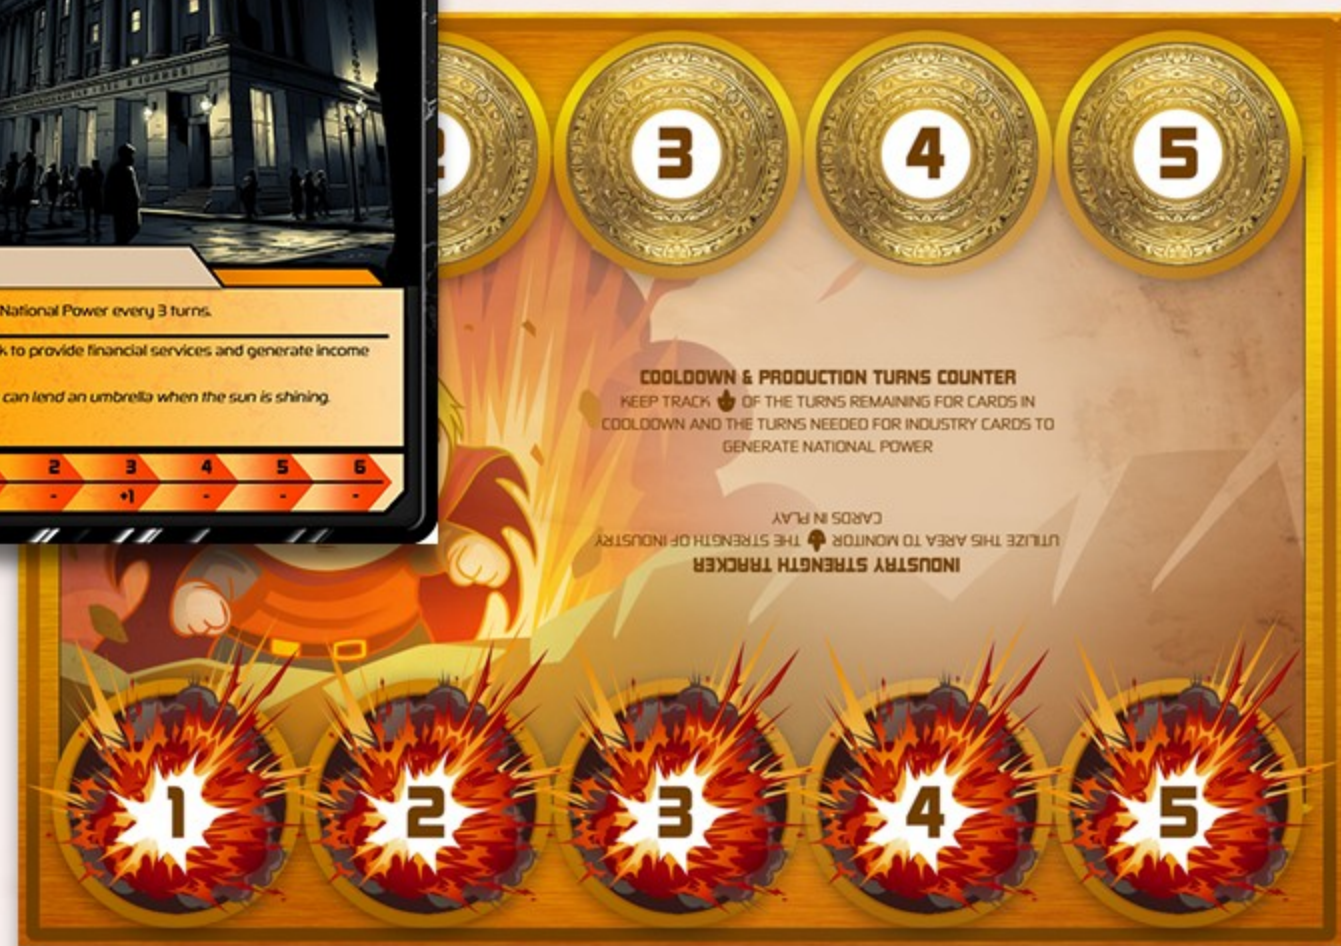 3
4
5
National Power every 3 turns.
to provide financial services and generate income
can lend an umbrella when the sun is shining.
2 3 4 5 6
- +1 - - -
COOLDOWN & PRODUCTION TURNS COUNTER
KEEP TRACK OF THE TURNS REMAINING FOR CARDS IN
COOLDOWN AND THE TURNS NEEDED FOR INDUSTRY CARDS TO
GENERATE NATIONAL POWER
INDUSTRY STRENGTH TRACKER
UTILIZE THIS AREA TO MONITOR THE STRENGTH OF INDUSTRY
CARDS IN PLAY
1
2
3
4
5